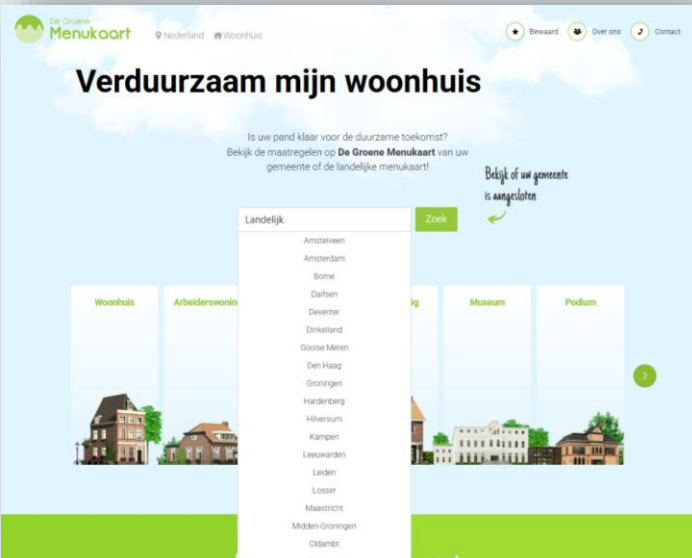 De Groene
Menukaart
Nederland Woonhuis
Bewaard Over ons Contact
Verduurzaam mijn woonhuis
Is uw pand klaar voor de duurzame toekomst?
Bekijk de maatregelen op De Groene Menukaart van uw
gemeente of de landelijke menukaart!
Bekijk of uw gemeente
is aangesloten
Landelijk
Zoek
Amstelveen
Amsterdam
Borne
Dalfsen
Deventer
Dinkelland
Gooise Meren
Den Haag
Groningen
Hardenberg
Hilversum
Kampen
Leeuwarden
Leiden
Losser
Maastricht
Midden-Groningen
Oldambt
Woonhuis
Museum
Podium